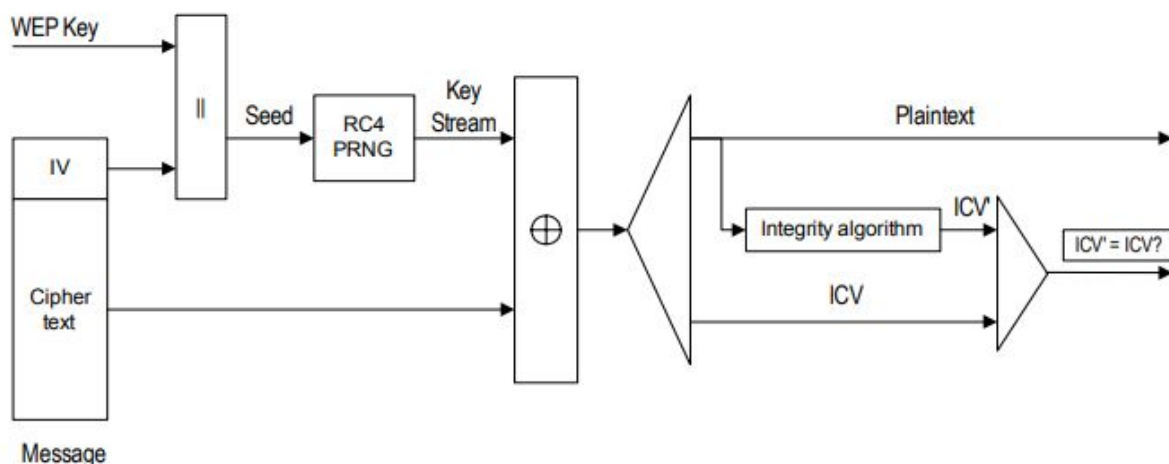 WEP Key
||
Seed
RC4
PRNG
Key
Stream
IV
Cipher
text
Message
⊕
Plaintext
Integrity algorithm
ICV'
ICV
ICV' = ICV?